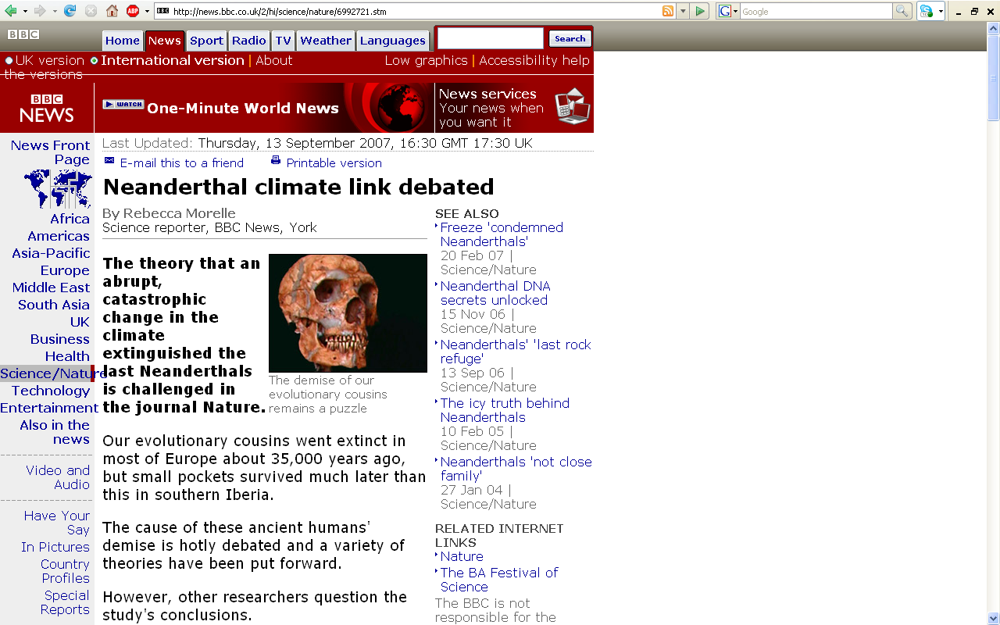 http://news.bbc.co.uk/2/hi/science/nature/6992721.stm
Google
BBC
Home
News
Sport
Radio
TV
Weather
Languages
Search
UK version
International version
| About
Low graphics | Accessibility help
the versions
BBC
NEWS
WATCH
One-Minute World News
News services
Your news when
you want it
News Front
Page
Africa
Americas
Asia-Pacific
Europe
Middle East
South Asia
UK
Business
Health
Science/Nature
Technology
Entertainment
Also in the
news
Video and
Audio
Have Your
Say
In Pictures
Country
Profiles
Special
Reports
Last Updated: Thursday, 13 September 2007, 16:30 GMT 17:30 UK
E-mail this to a friend
Printable version
Neanderthal climate link debated
By Rebecca Morelle
Science reporter, BBC News, York
The theory that an
abrupt,
catastrophic
change in the
climate
extinguished the
last Neanderthals
is challenged in
the journal Nature.
The demise of our
evolutionary cousins
remains a puzzle
Our evolutionary cousins went extinct in
most of Europe about 35,000 years ago,
but small pockets survived much later than
this in southern Iberia.
The cause of these ancient humans'
demise is hotly debated and a variety of
theories have been put forward.
However, other researchers question the
study's conclusions.
SEE ALSO
Freeze 'condemned
Neanderthals'
20 Feb 07 |
Science/Nature
Neanderthal DNA
secrets unlocked
15 Nov 06 |
Science/Nature
Neanderthals' 'last rock
refuge'
13 Sep 06 |
Science/Nature
The icy truth behind
Neanderthals
10 Feb 05 |
Science/Nature
Neanderthals 'not close
family'
27 Jan 04 |
Science/Nature
RELATED INTERNET
LINKS
Nature
The BA Festival of
Science
The BBC is not
responsible for the